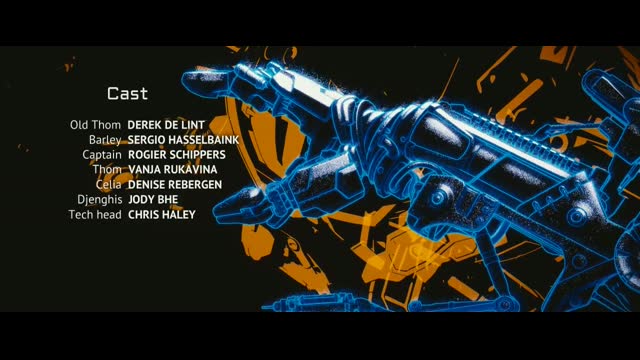 Cast
Old Thom DEREK DE LINT
Barley SERGIO HASSELBAINK
Captain ROGIER SCHIPPERS
Thom VANJA RUKAVINA
Celia DENISE REBERGEN
Djenghis JODY BHE
Tech head CHRIS HALEY